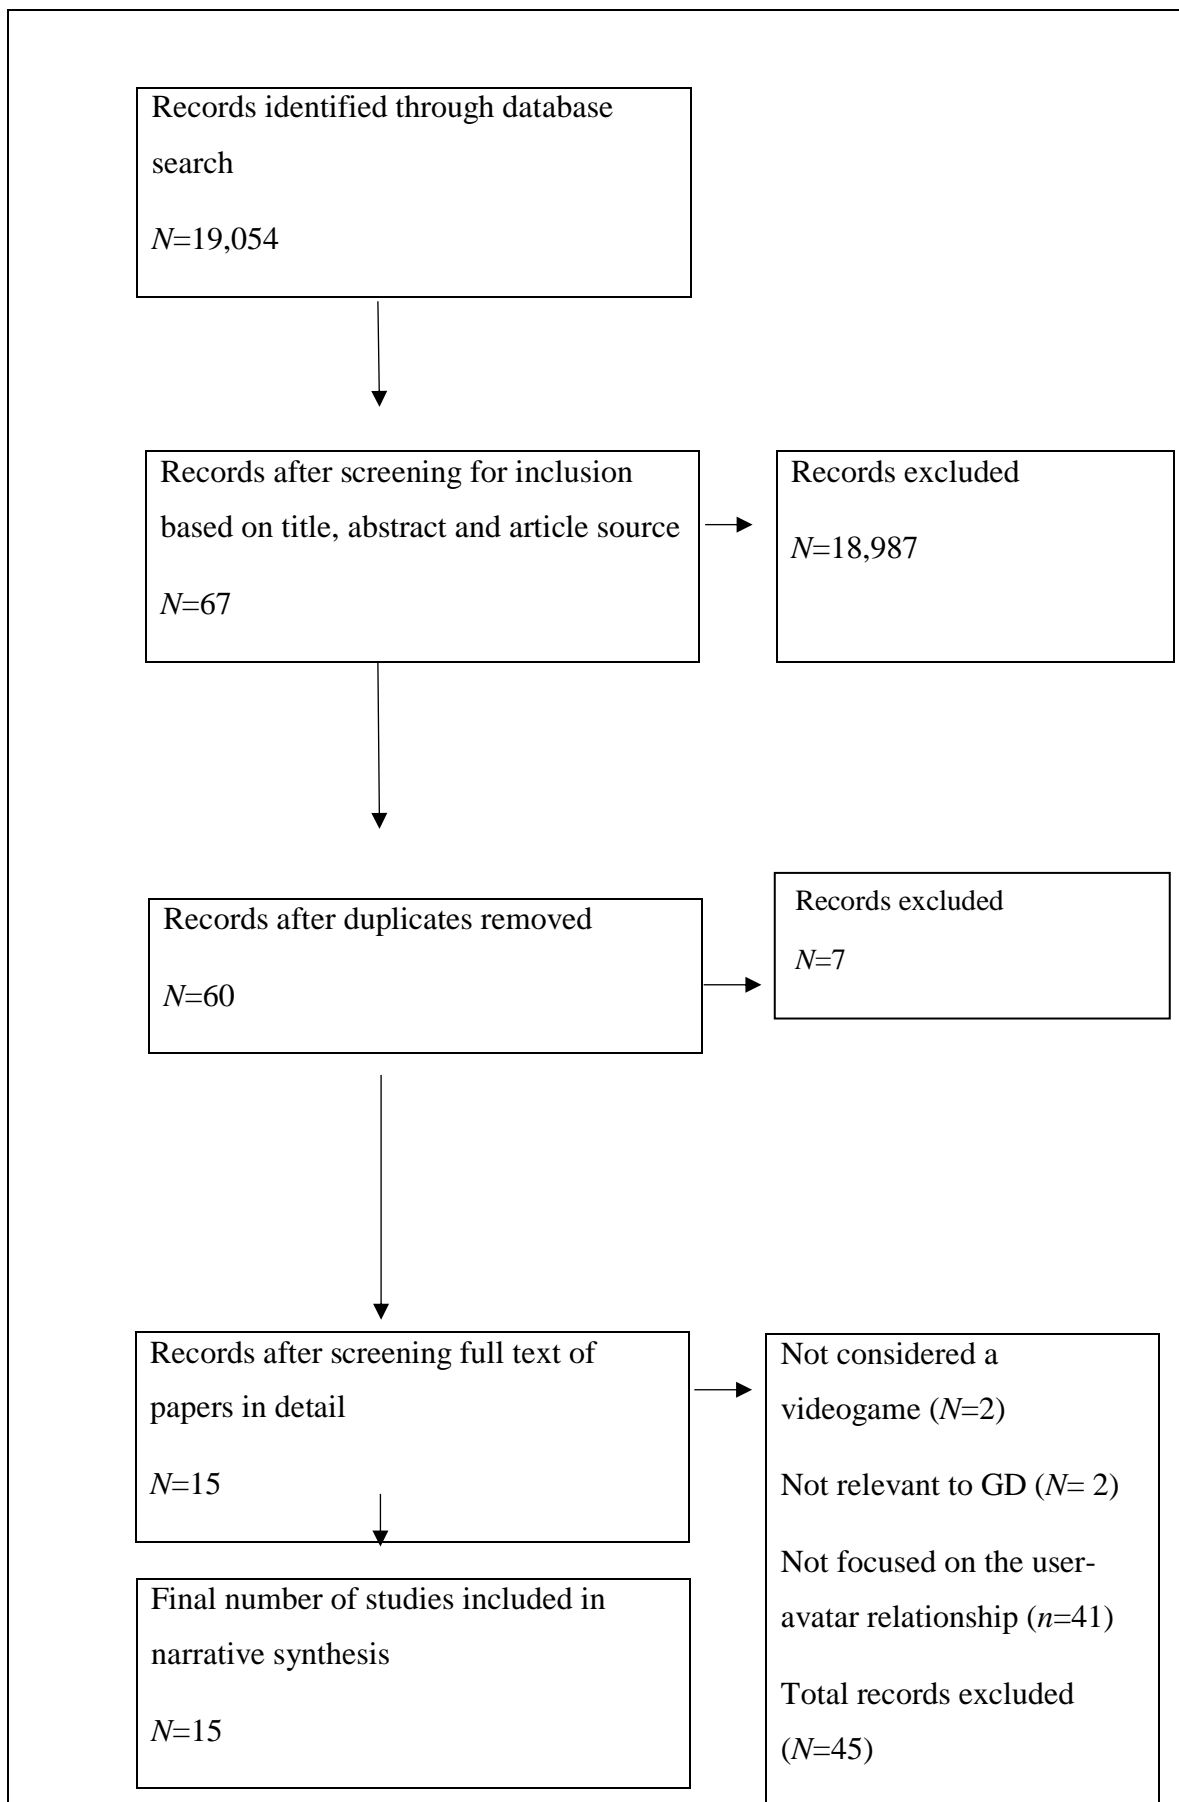 Records identified through database
search
N=19,054
Records after screening for inclusion
based on title, abstract and article source
N=67
Records excluded
N=18,987
Records after duplicates removed
N=60
Records excluded
N=7
Records after screening full text of
papers in detail
N=15
Not considered a
videogame (N=2)
Not relevant to GD (N= 2)
Not focused on the user-
avatar relationship (n=41)
Total records excluded
(N=45)
Final number of studies included in
narrative synthesis
N=15